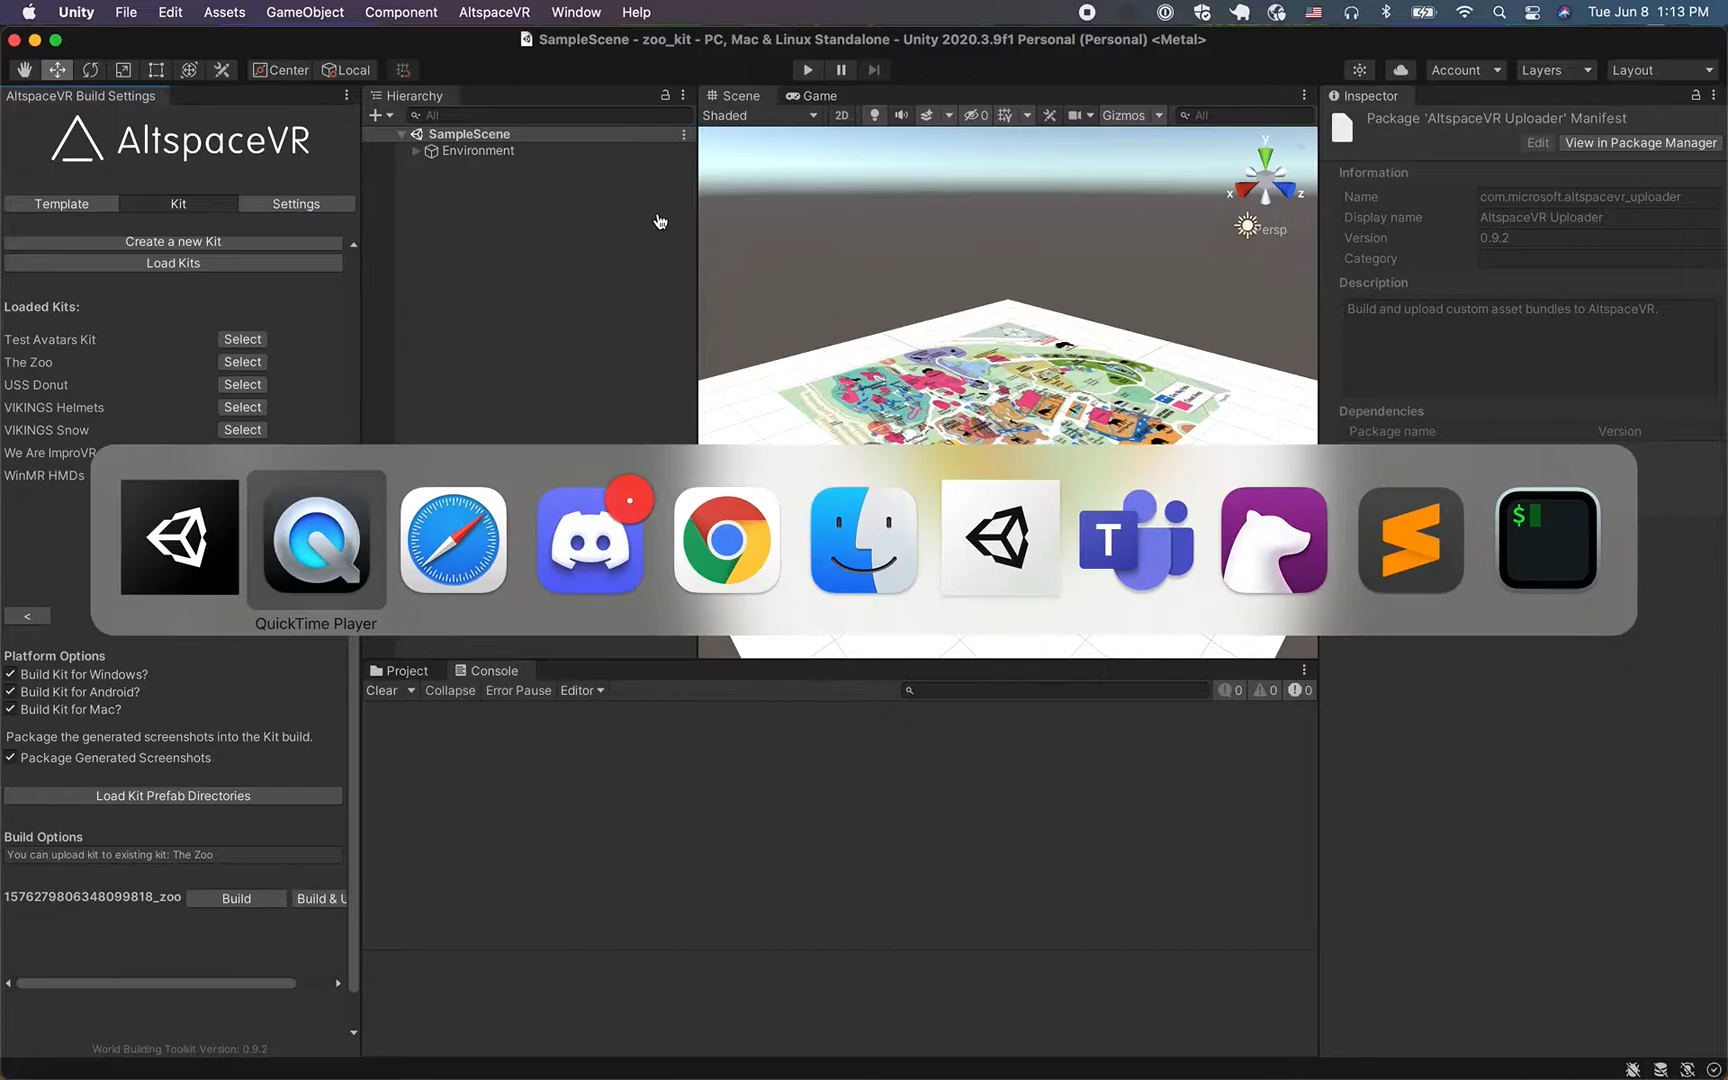 Unity File Edit Assets GameObject Component AltspaceVR Window Help Tue Jun 8 1:13 PM
SampleScene - zoo_kit - PC, Mac & Linux Standalone - Unity 2020.3.9f1 Personal (Personal) <Metal>
Center Local Account Layers Layout
AltspaceVR Build Settings
AltspaceVR
Template Kit Settings
Create a new Kit
Load Kits
Loaded Kits:
Test Avatars Kit Select
The Zoo Select
USS Donut Select
VIKINGS Helmets Select
VIKINGS Snow Select
We Are ImproVR
WinMR HMDs
<
Platform Options
Build Kit for Windows?
Build Kit for Android?
Build Kit for Mac?
Package the generated screenshots into the Kit build.
Package Generated Screenshots
Load Kit Prefab Directories
Build Options
You can upload kit to existing kit: The Zoo
1576279806348099818_zoo Build Build & U
World Building Toolkit Version: 0.9.2
Hierarchy
All
SampleScene
Environment
Scene Game
Shaded 2D 0 Gizmos All
y
x z
Persp
Inspector
Package 'AltspaceVR Uploader' Manifest
Edit View in Package Manager
Information
Name com.microsoft.altspacevr_uploader
Display name AltspaceVR Uploader
Version 0.9.2
Category
Description
Build and upload custom asset bundles to AltspaceVR.
Dependencies
Package name Version
T
$
QuickTime Player
Project Console
Clear Collapse Error Pause Editor 0 0 0